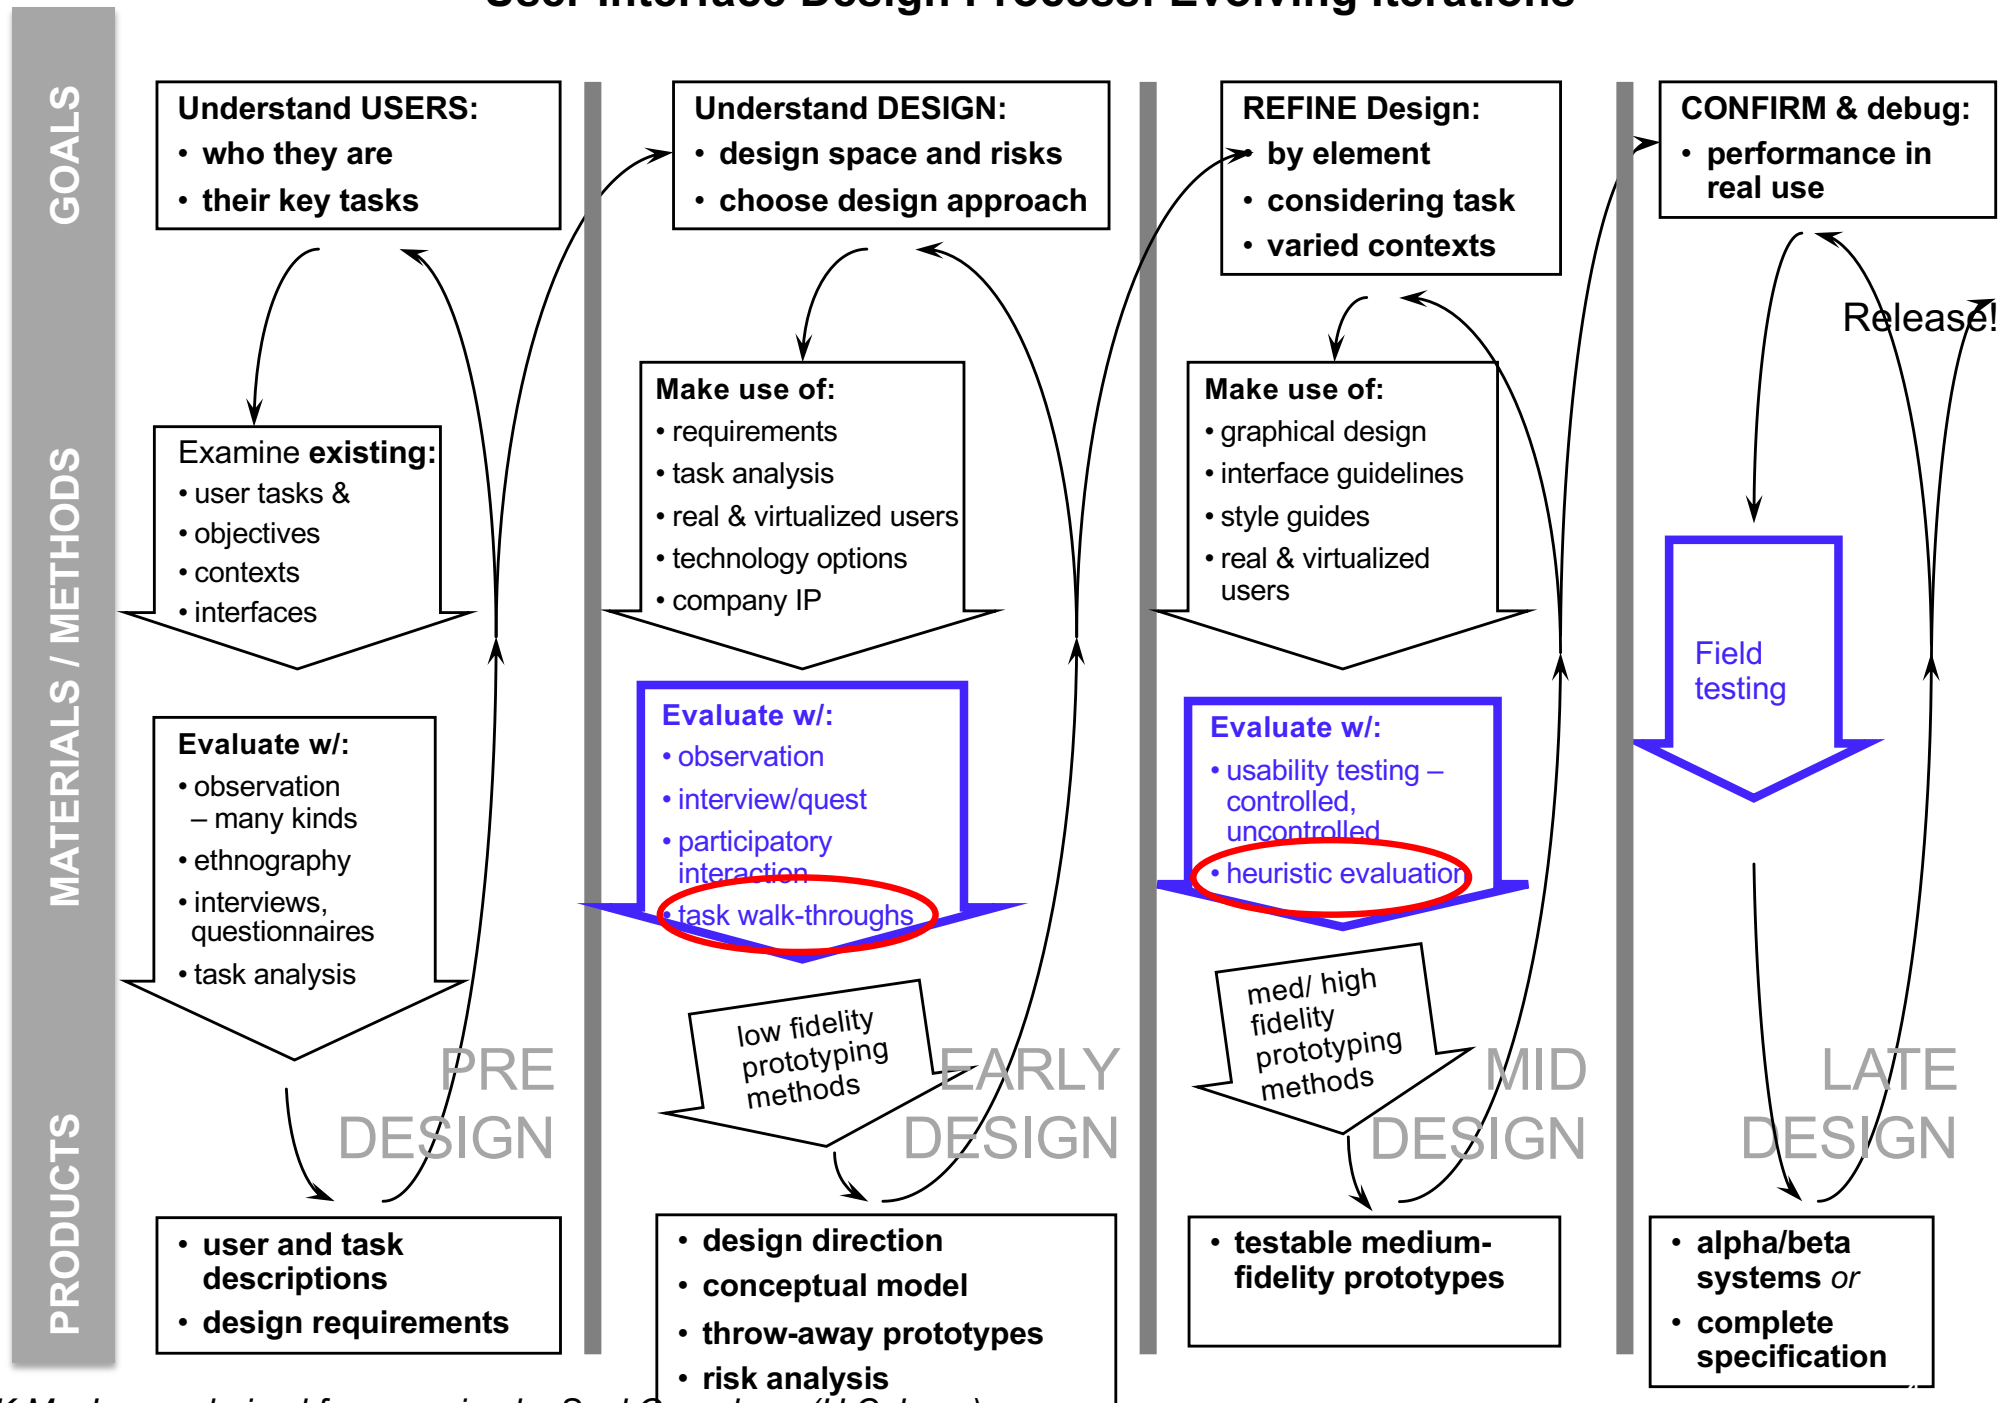 User Interface Design Process: Evolving Iterations
GOALS
MATERIALS / METHODS
PRODUCTS
Understand USERS:
• who they are
• their key tasks
Examine existing:
• user tasks &
• objectives
• contexts
• interfaces
Evaluate w/:
• observation
– many kinds
• ethnography
• interviews,
questionnaires
• task analysis
PRE
DESIGN
• user and task
descriptions
• design requirements
Understand DESIGN:
• design space and risks
• choose design approach
Make use of:
• requirements
• task analysis
• real & virtualized users
• technology options
• company IP
Evaluate w/:
• observation
• interview/quest
• participatory
interaction
• task walk-throughs
low fidelity
prototyping
methods
EARLY
DESIGN
• design direction
• conceptual model
• throw-away prototypes
• risk analysis
REFINE Design:
• by element
• considering task
• varied contexts
Make use of:
• graphical design
• interface guidelines
• style guides
• real & virtualized
users
Evaluate w/:
• usability testing –
controlled,
uncontrolled
• heuristic evaluation
med/ high
fidelity
prototyping
methods
MID
DESIGN
• testable medium-
fidelity prototypes
CONFIRM & debug:
• performance in
real use
Release!
Field
testing
LATE
DESIGN
• alpha/beta
systems or
• complete
specification